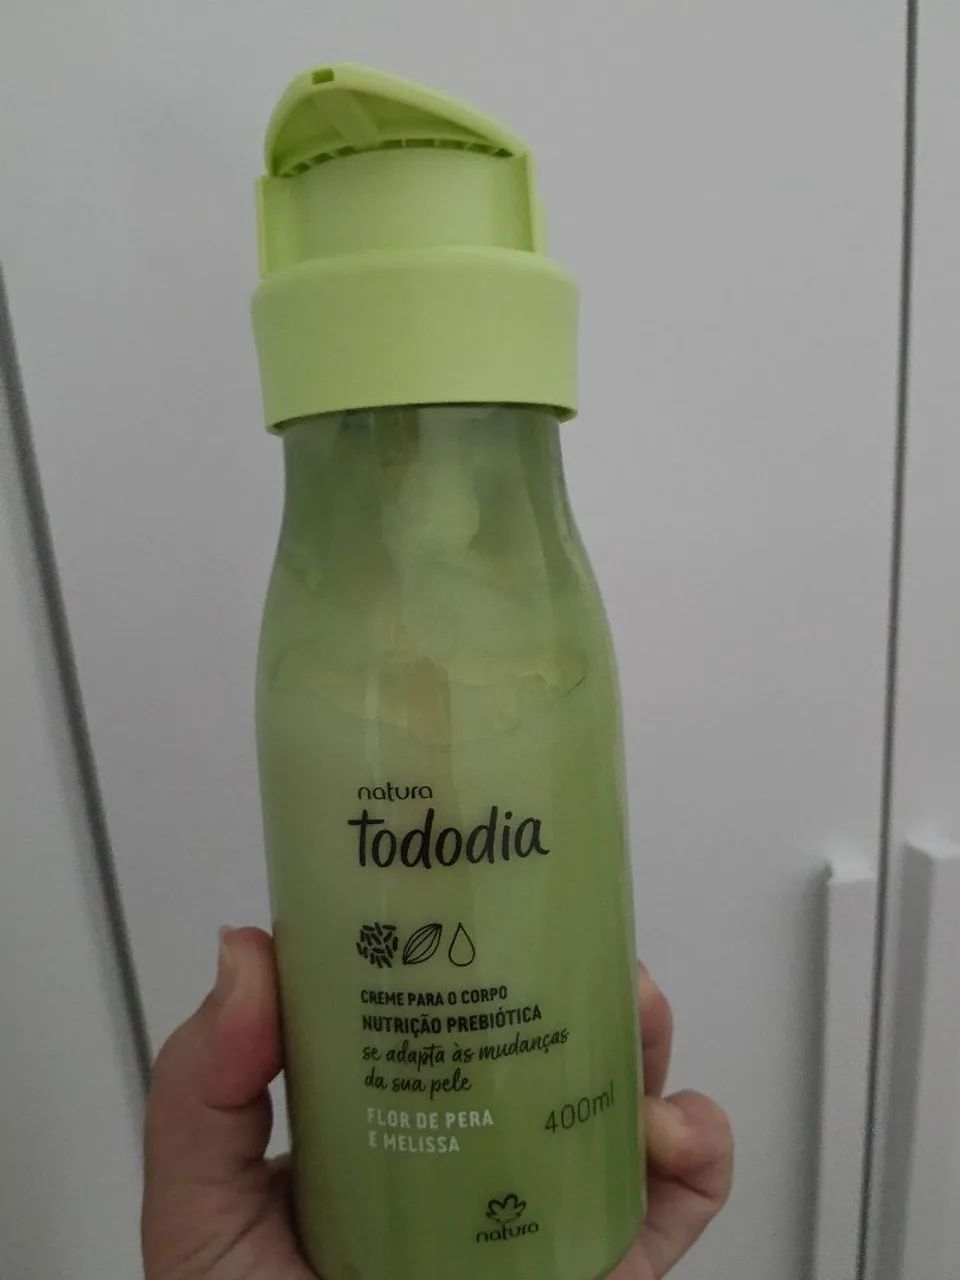 natura
tododia
CREME PARA O CORPO
NUTRIÇÃO PREBIÓTICA
se adapta às mudanças
da sua pele
FLOR DE PERA
E MELISSA
400ml
natura